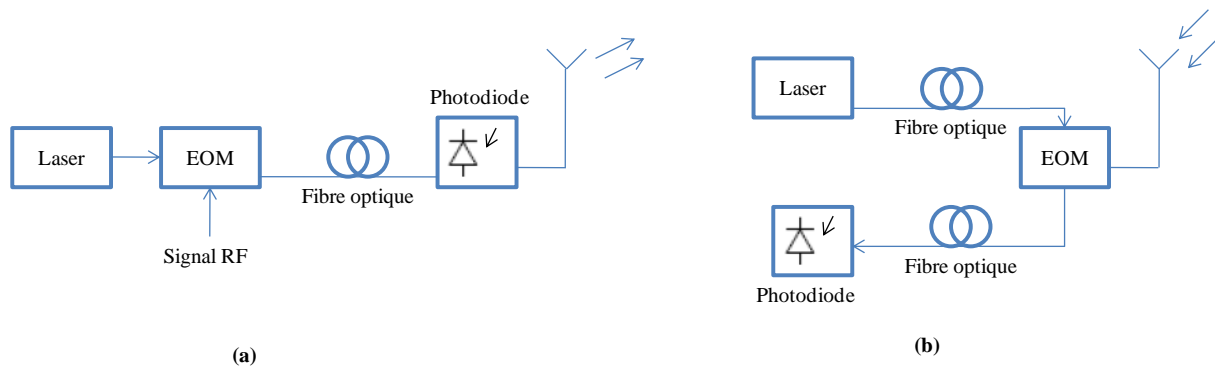 Laser
EOM
Signal RF
Fibre optique
Photodiode
(a)
Laser
Fibre optique
EOM
Fibre optique
Photodiode
(b)